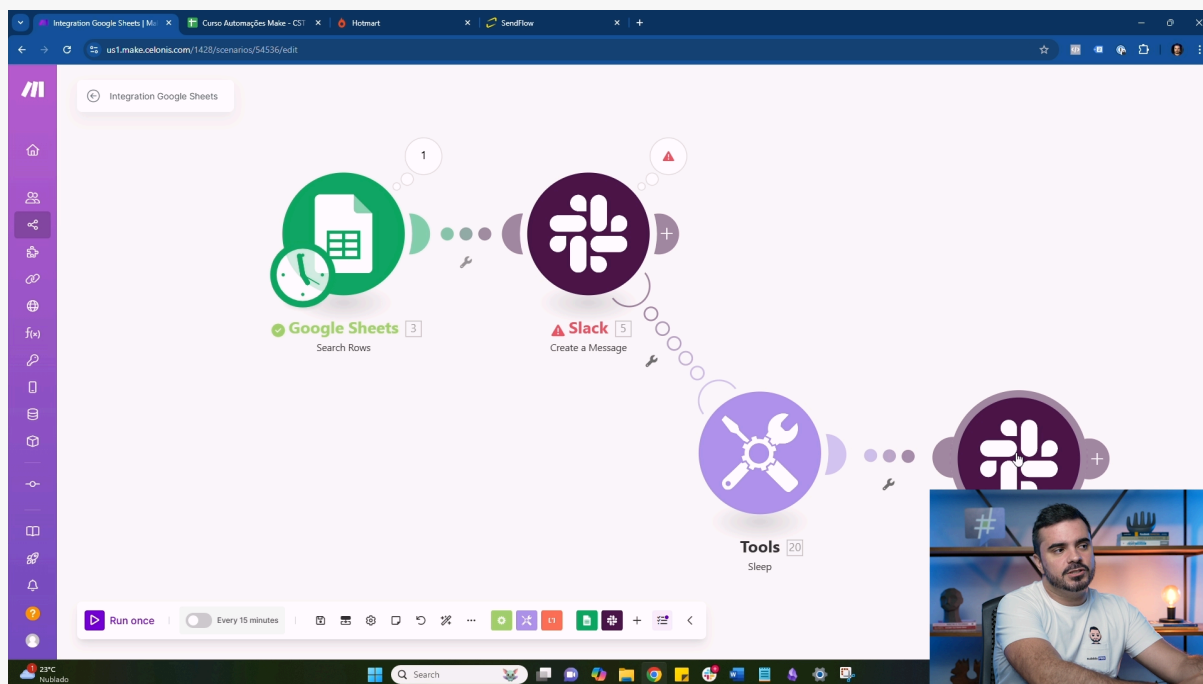 Integration Google Sheets | Ma
Curso Automações Make - CST
Hotmart
SendFlow
us1.make.celonis.com/1428/scenarios/54536/edit
Integration Google Sheets
1
Google Sheets 3
Search Rows
Slack 5
Create a Message
Tools 20
Sleep
Run once
Every 15 minutes
1
23°C
Nublado
Search